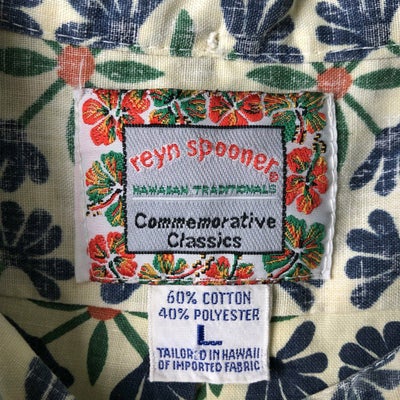 reyn spooner®
HAWAIIAN TRADITIONALS
Commemorative
Classics
60% COTTON
40% POLYESTER
L
TAILORED IN HAWAII
OF IMPORTED FABRIC